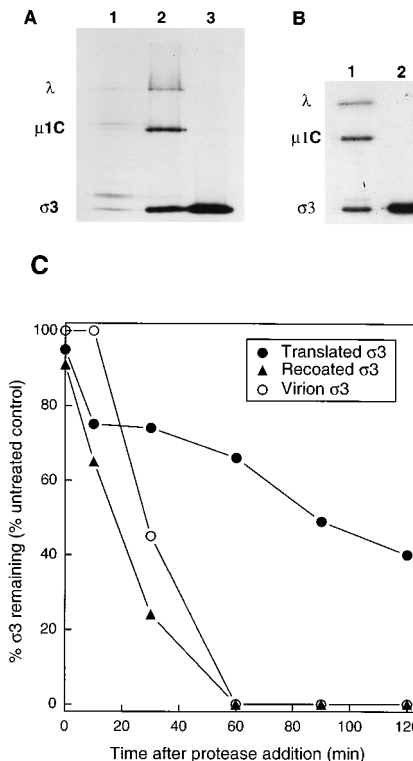 A
1 2 3
λ
μ1C
σ3
B
1 2
λ
μ1C
σ3
C
% σ3 remaining (% untreated control)
100
80
60
40
20
0
Translated σ3
Recoated σ3
Virion σ3
0 20 40 60 80 100 120
Time after protease addition (min)